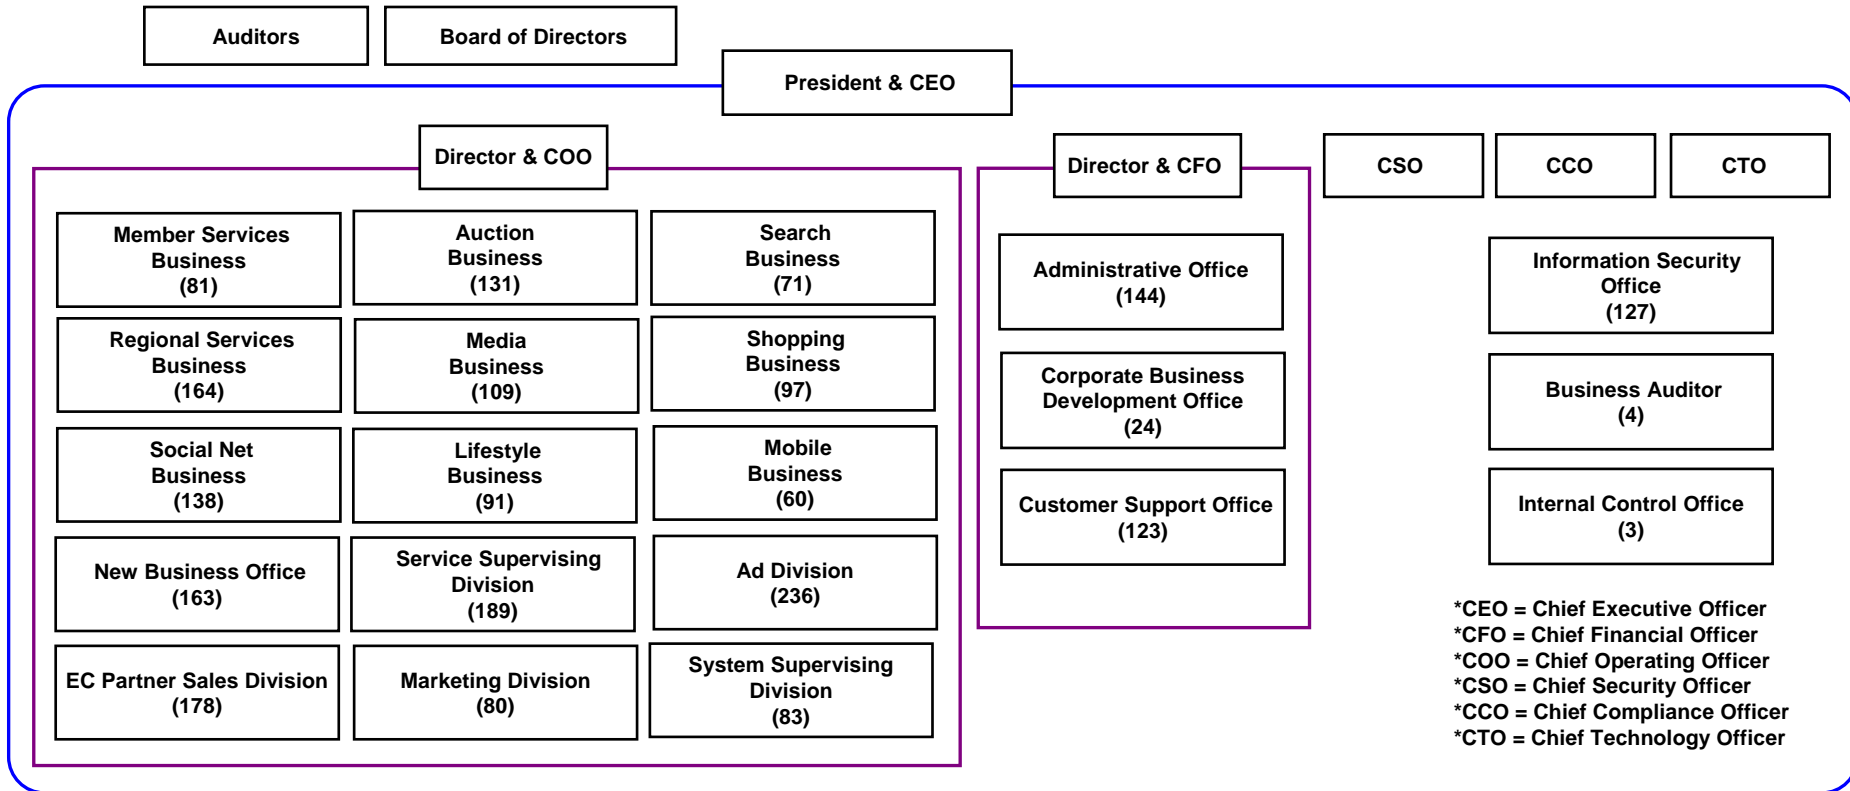 Auditors
Board of Directors
President & CEO
Director & COO
Director & CFO
CSO
CCO
CTO
Member Services
Business
(81)
Auction
Business
(131)
Search
Business
(71)
Regional Services
Business
(164)
Media
Business
(109)
Shopping
Business
(97)
Social Net
Business
(138)
Lifestyle
Business
(91)
Mobile
Business
(60)
New Business Office
(163)
Service Supervising
Division
(189)
Ad Division
(236)
EC Partner Sales Division
(178)
Marketing Division
(80)
System Supervising
Division
(83)
Administrative Office
(144)
Corporate Business
Development Office
(24)
Customer Support Office
(123)
Information Security
Office
(127)
Business Auditor
(4)
Internal Control Office
(3)
*CEO = Chief Executive Officer
*CFO = Chief Financial Officer
*COO = Chief Operating Officer
*CSO = Chief Security Officer
*CCO = Chief Compliance Officer
*CTO = Chief Technology Officer